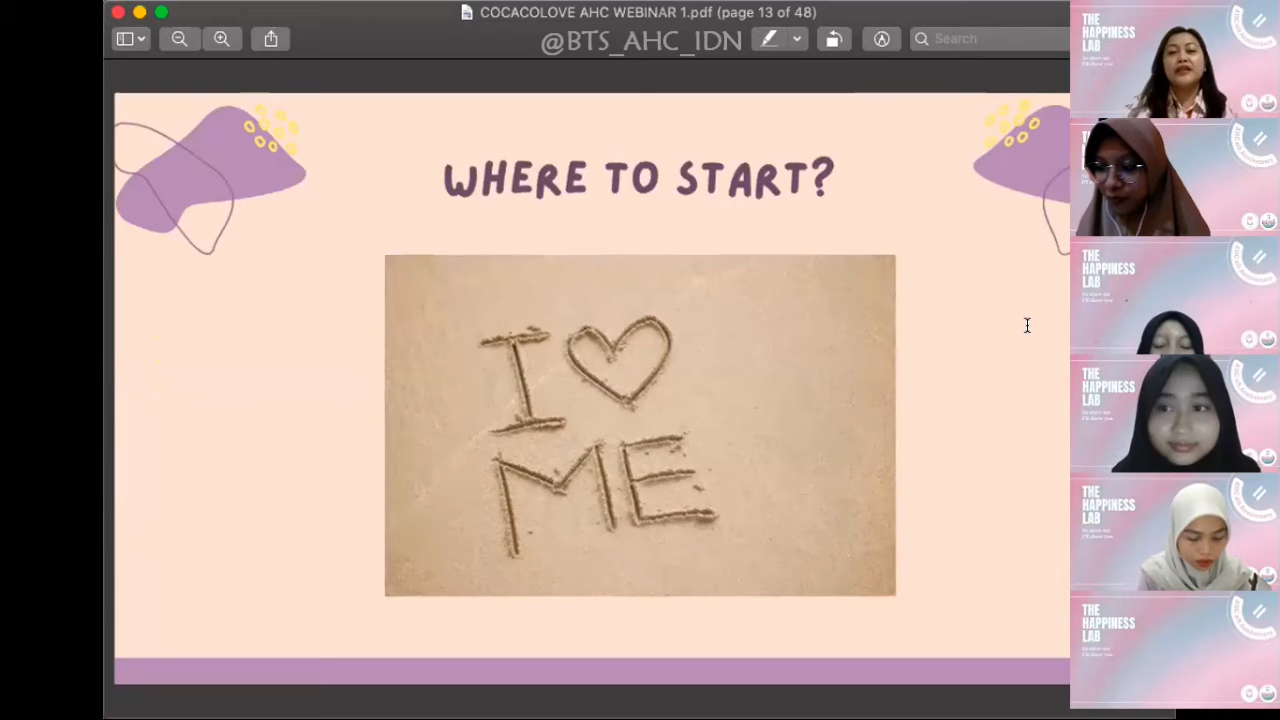 COCACOLOVE AHC WEBINAR 1.pdf (page 13 of 48)
@BTS_AHC_IDN
Search
WHERE TO START?
I
ME
THE
HAPPINESS
LAB
THE
HAPPINESS
LAB
THE
HAPPINESS
LAB
THE
HAPPINESS
LAB
THE
HAPPINESS
LAB